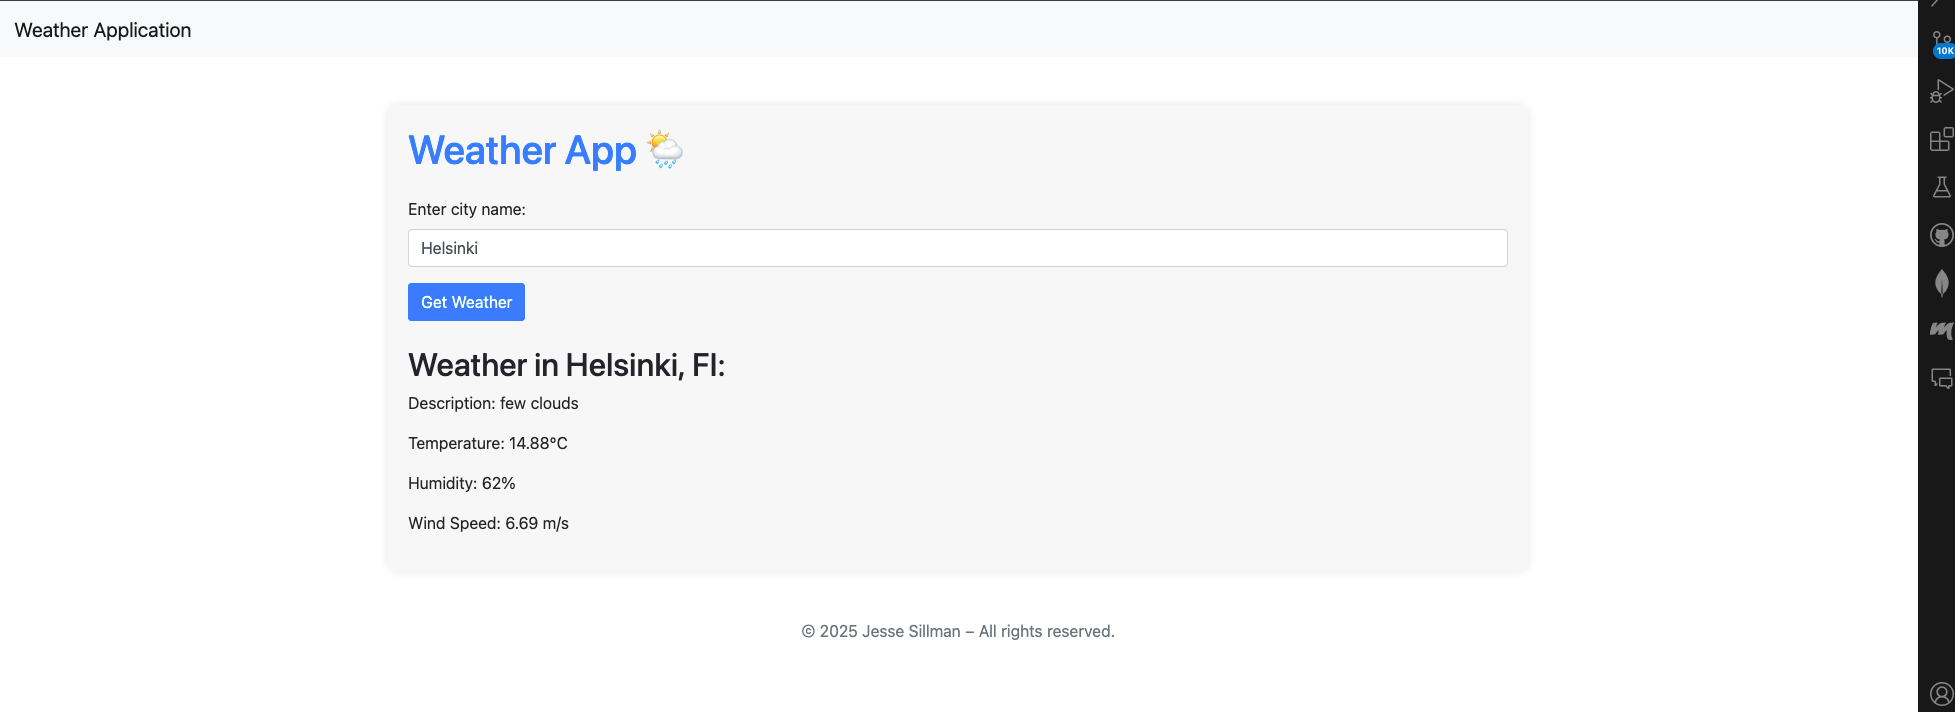 Weather Application
10K
Weather App 🌦️
Enter city name:
Helsinki
Get Weather
Weather in Helsinki, FI:
Description: few clouds
Temperature: 14.88°C
Humidity: 62%
Wind Speed: 6.69 m/s
© 2025 Jesse Sillman – All rights reserved.